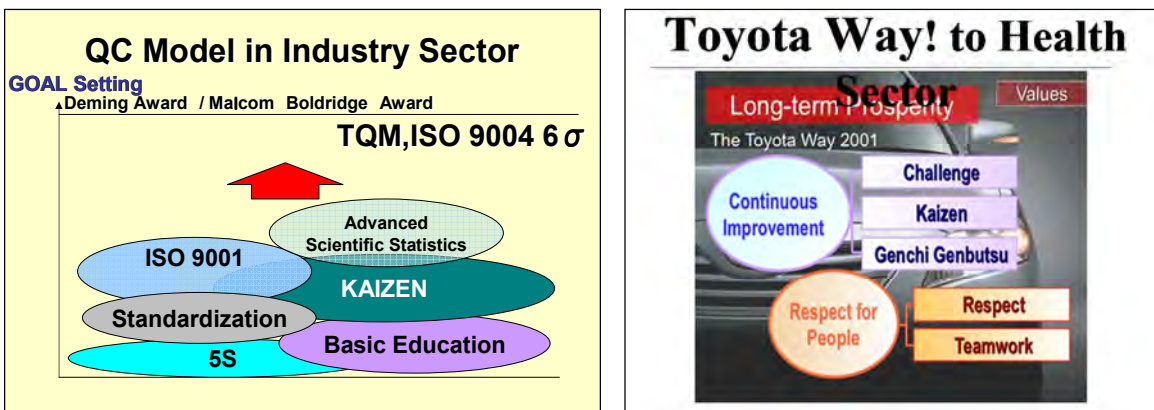 QC Model in Industry Sector
GOAL Setting
Deming Award / Malcom Boldridge Award
TQM,ISO 9004 6σ
Advanced
Scientific Statistics
ISO 9001
KAIZEN
Standardization
Basic Education
5S
Toyota Way! to Health
Sector
Long-term Prosperity
Values
The Toyota Way 2001
Continuous
Improvement
Challenge
Kaizen
Genchi Genbutsu
Respect for
People
Respect
Teamwork